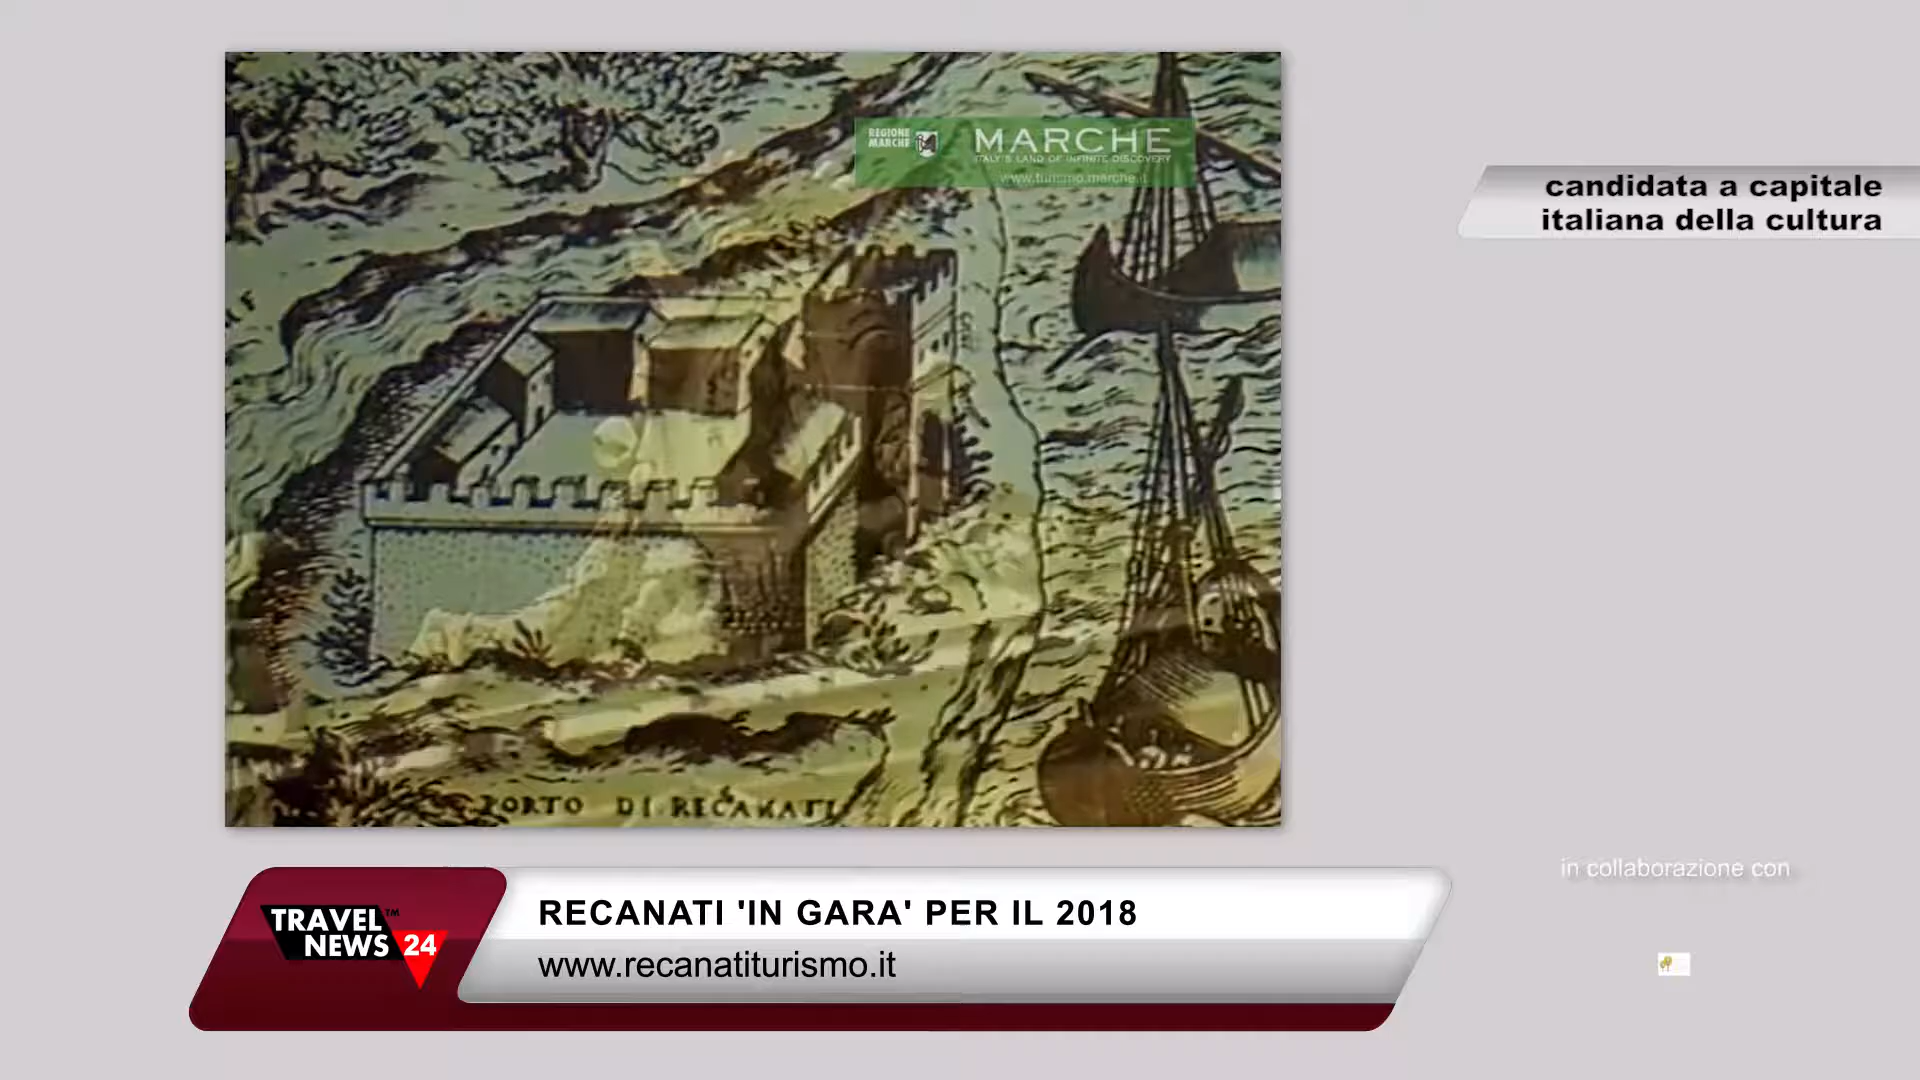 REGIONE
MARCHE
MARCHE
ITALY'S LAND OF INFINITE DISCOVERY
www.turismo.marche.it
candidata a capitale
italiana della cultura
PORTO DI RECANATI
in collaborazione con
TRAVEL™
NEWS 24
RECANATI 'IN GARA' PER IL 2018
www.recanatiturismo.it